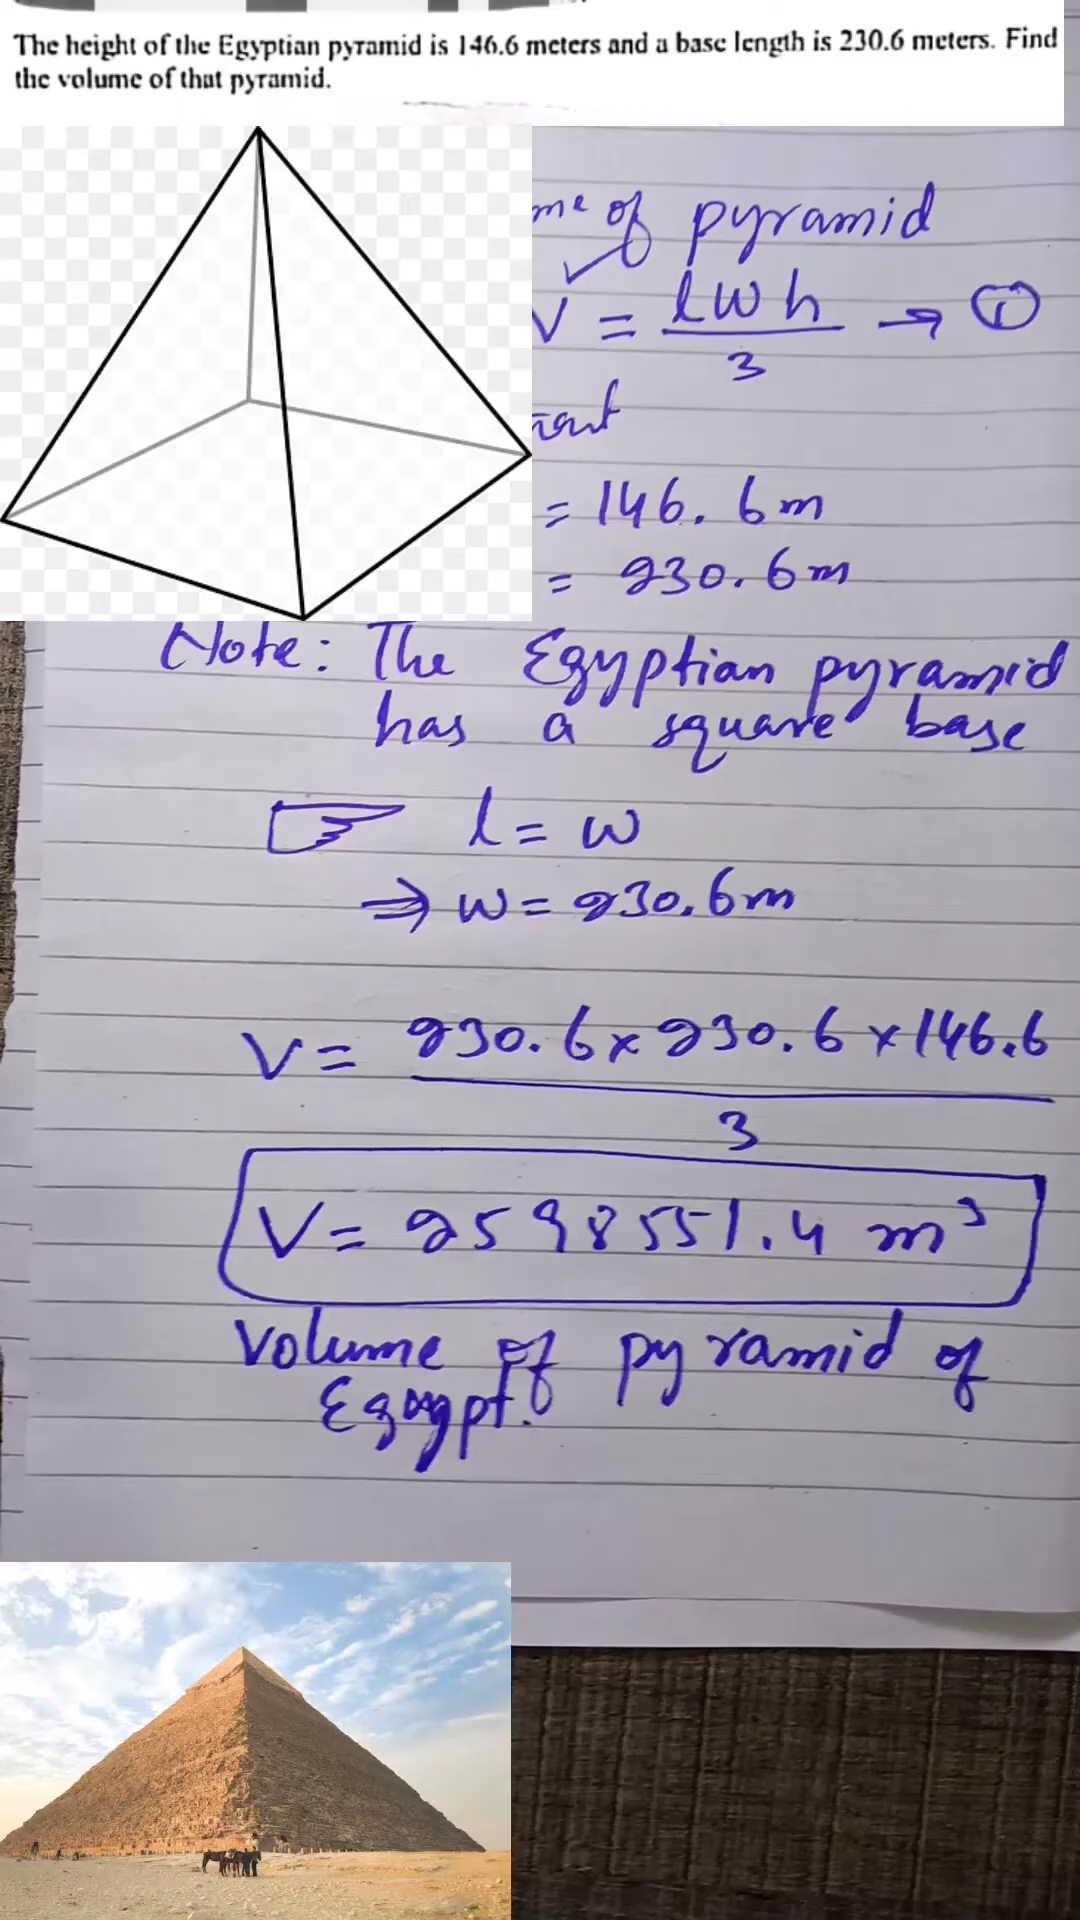 The height of the Egyptian pyramid is 146.6 meters and a base length is 230.6 meters. Find
the volume of that pyramid.
of pyramid
V = lwh/3 → ①
= 146.6m
= 230.6m
Note: The Egyptian pyramid
has a square base
l = w
⇒ w = 230.6m
V = 230.6 × 230.6 × 146.6
3
V = 2598551.4 m³
Volume of pyramid of